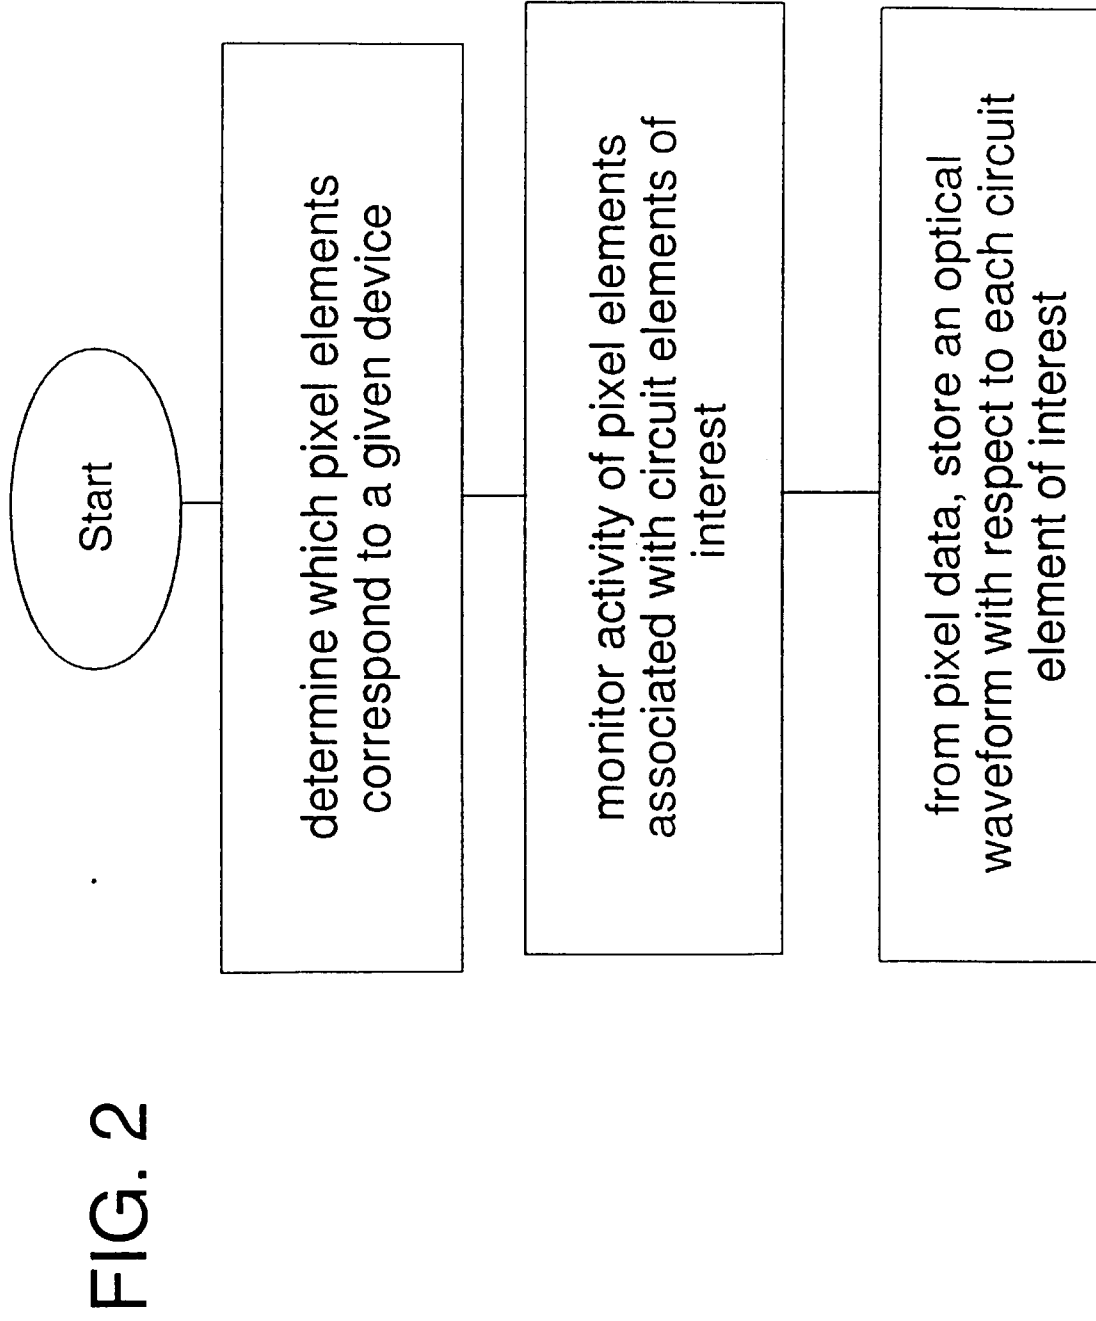 FIG. 2
Start
determine which pixel elements
correspond to a given device
monitor activity of pixel elements
associated with circuit elements of
interest
from pixel data, store an optical
waveform with respect to each circuit
element of interest